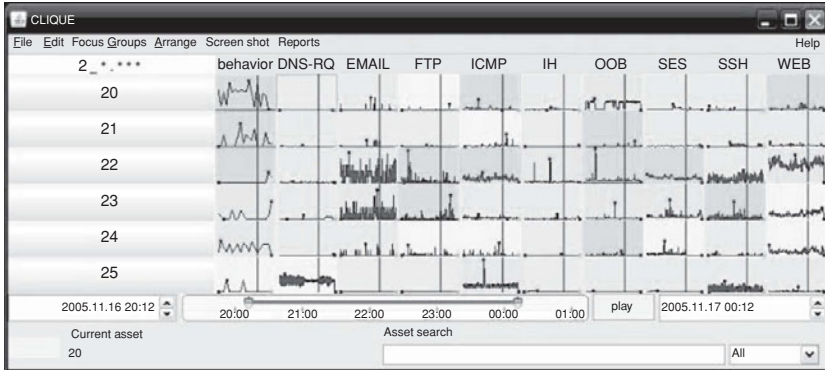 CLIQUE
File Edit Focus Groups Arrange Screen shot Reports Help
2_*.*** behavior DNS-RQ EMAIL FTP ICMP IH OOB SES SSH WEB
20
21
22
23
24
25
2005.11.16 20:12 20:00 21:00 22:00 23:00 00:00 01:00 play 2005.11.17 00:12
Current asset Asset search
20 All